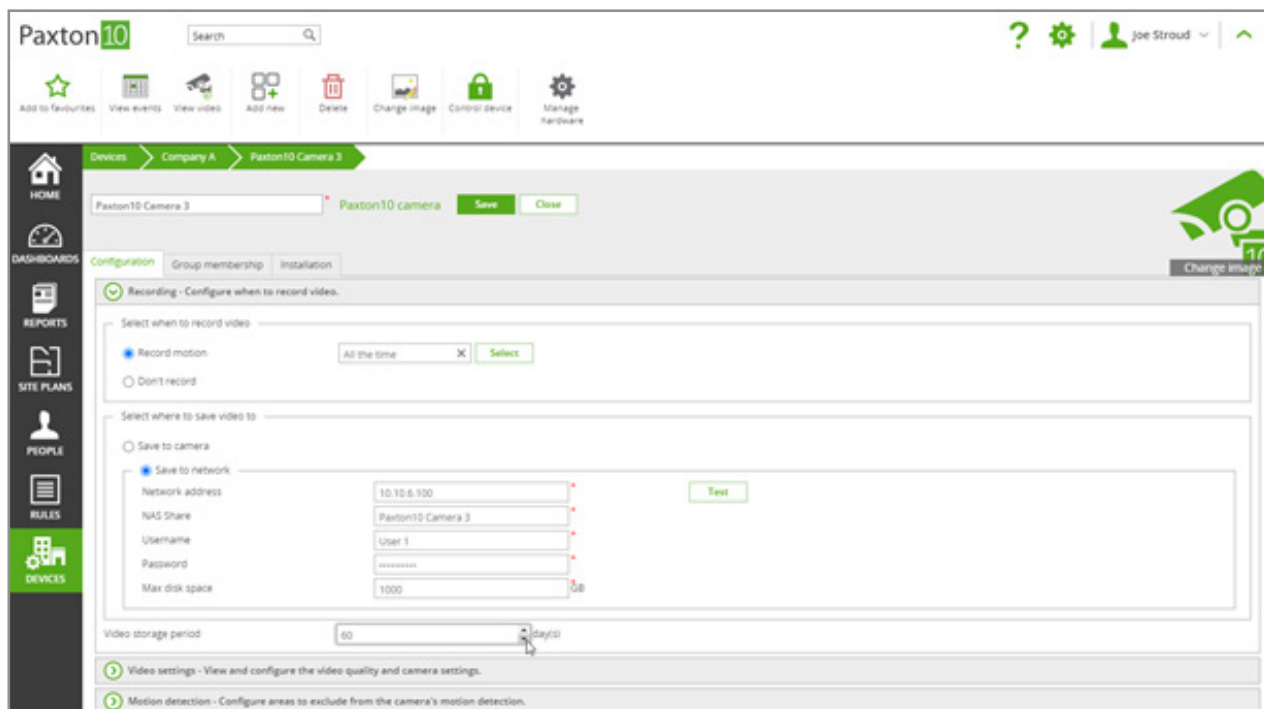 Paxton10
Search
Joe Stroud
Add to favourites
View events
View video
Add new
Delete
Change image
Control device
Manage hardware
HOME
DASHBOARDS
REPORTS
SITE PLANS
PEOPLE
RULES
DEVICES
Devices
Company A
Paxton10 Camera 3
Paxton10 Camera 3 * Paxton10 camera Save Close
10
Change image
Configuration Group membership Installation
Recording - Configure when to record video.
Select when to record video
Record motion All the time X Select
Don't record
Select where to save video to
Save to camera
Save to network
Network address 10.10.6.100 * Test
NAS Share Paxton10 Camera 3 *
Username User 1 *
Password ••••••••• *
Max disk space 1000 * GB
Video storage period 60 day(s)
Video settings - View and configure the video quality and camera settings.
Motion detection - Configure areas to exclude from the camera's motion detection.